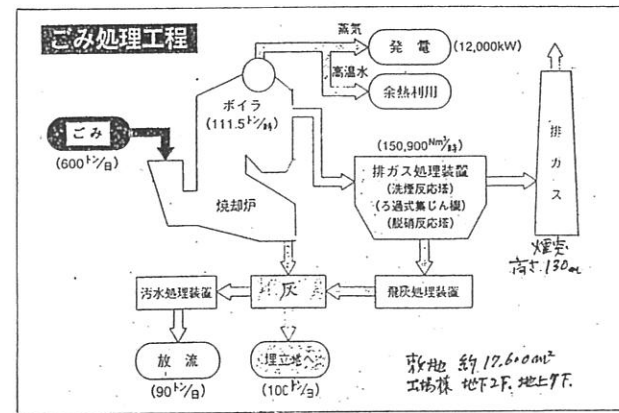 ごみ処理工程
蒸気
発電
(12,000kW)
高温水
余熱利用
ボイラ
(111.5トン/時)
ごみ
(600トン/日)
(150,900Nm³/時)
排ガス処理装置
(洗煙反応塔)
(ろ過式集じん機)
(脱硝反応塔)
排ガス
焼却炉
煙突
高さ130m
汚水処理装置
灰
飛灰処理装置
放流
(90トン/日)
埋立地へ
(100トン/日)
敷地 約17,600m²
工場棟 地下2F. 地上7F.